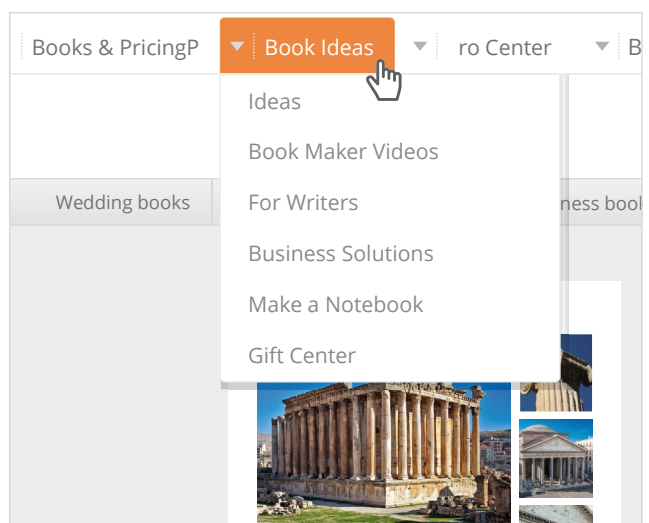 Books & PricingP Book Ideas ro Center B
Ideas
Book Maker Videos
Wedding books For Writers ness book
Business Solutions
Make a Notebook
Gift Center